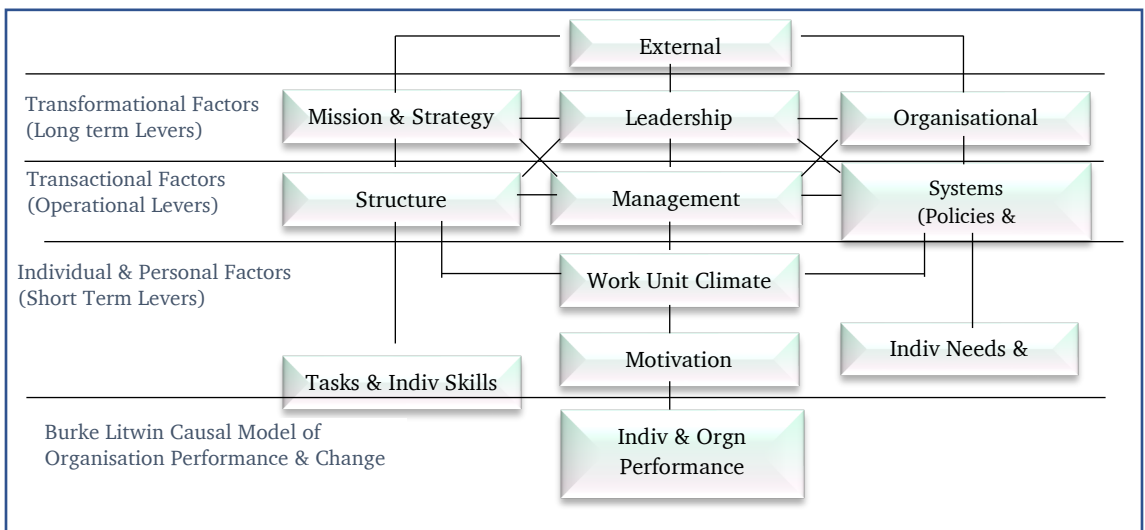 External
Transformational Factors
(Long term Levers)
Mission & Strategy
Leadership
Organisational
Transactional Factors
(Operational Levers)
Structure
Management
Systems
(Policies &
Individual & Personal Factors
(Short Term Levers)
Work Unit Climate
Motivation
Indiv Needs &
Tasks & Indiv Skills
Burke Litwin Causal Model of
Organisation Performance & Change
Indiv & Orgn
Performance